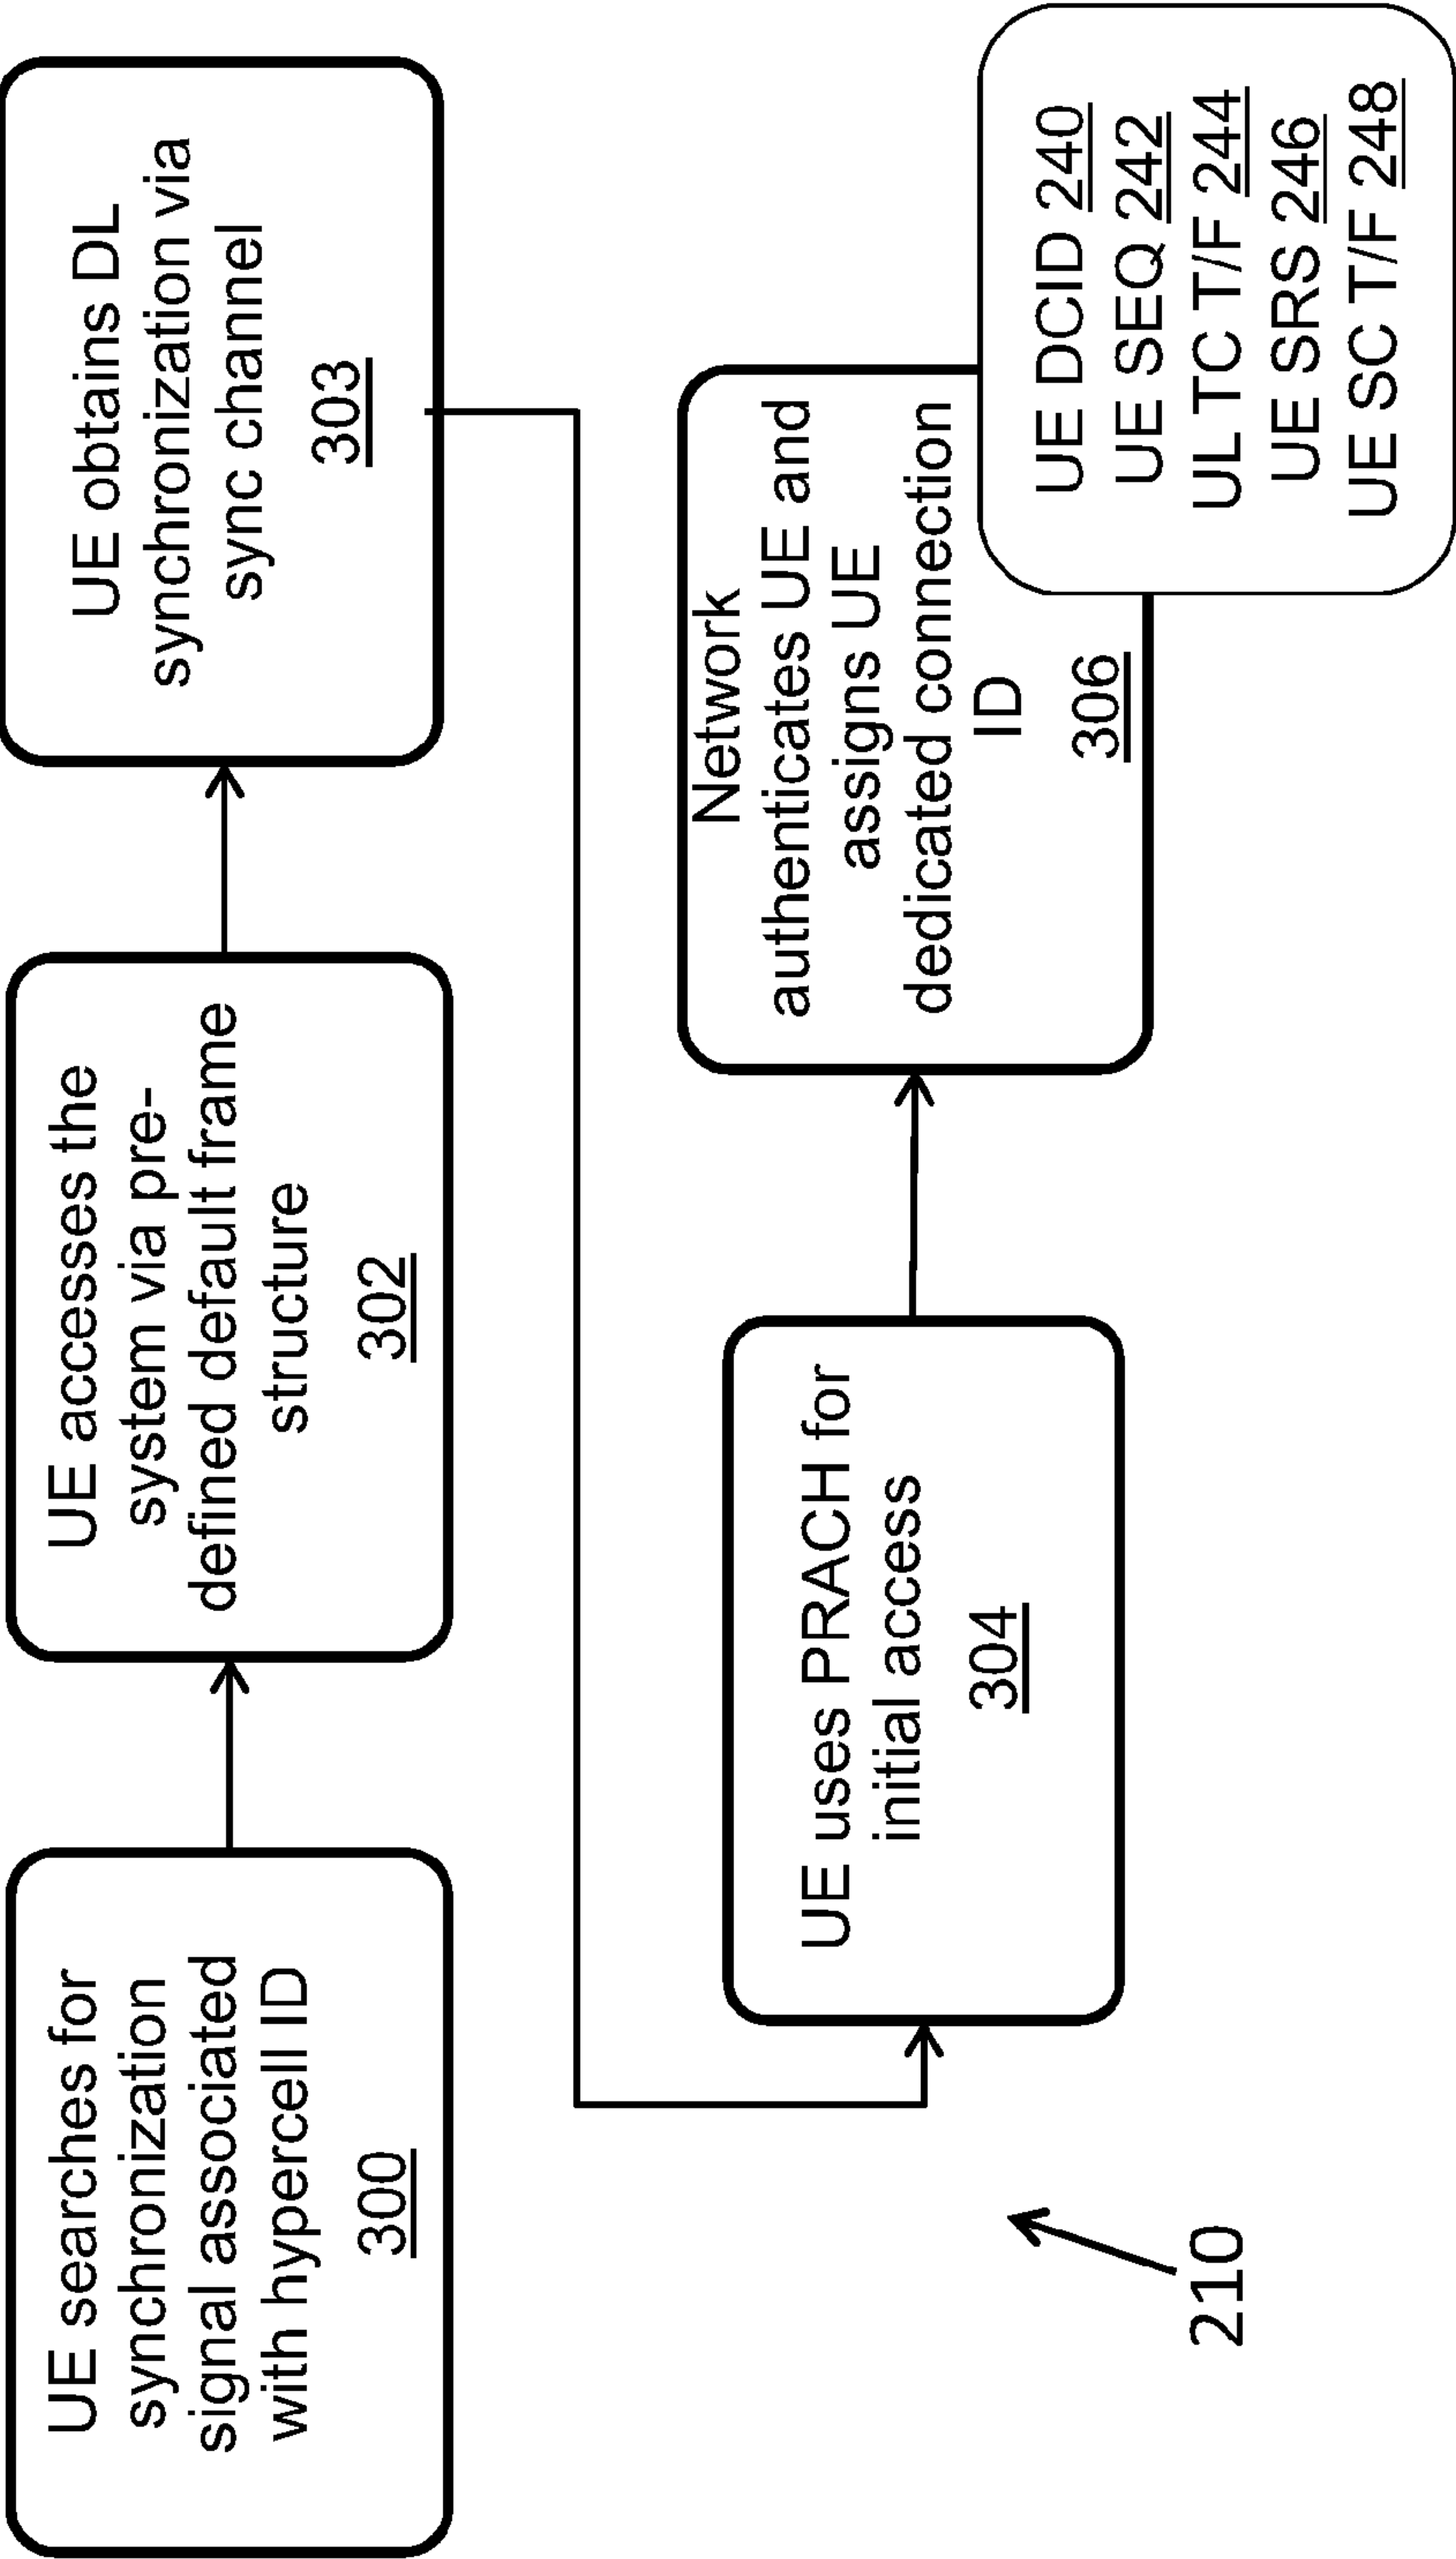 UE searches for
synchronization
signal associated
with hypercell ID
300
UE accesses the
system via pre-
defined default frame
structure
302
UE obtains DL
synchronization via
sync channel
303
UE uses PRACH for
initial access
304
Network
authenticates UE and
assigns UE
dedicated connection
ID
306
UE DCID 240
UE SEQ 242
UL TC T/F 244
UE SRS 246
UE SC T/F 248
210